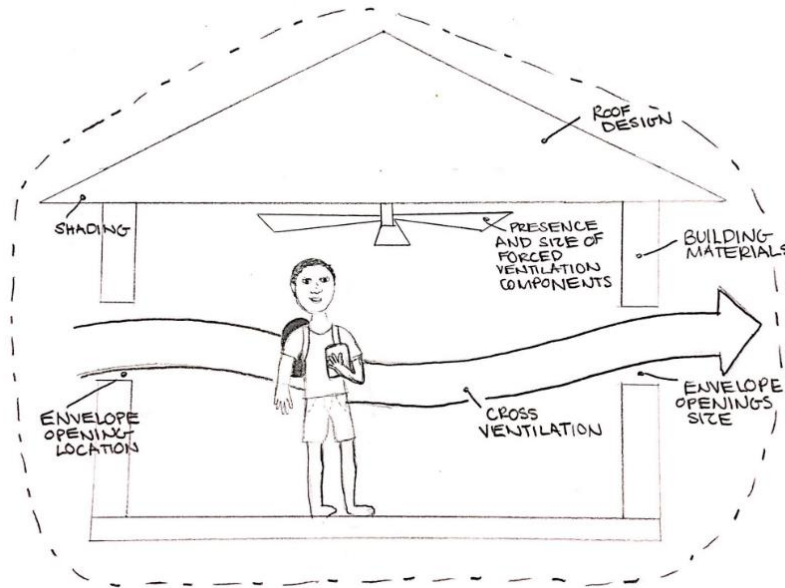 ROOF
DESIGN
SHADING
PRESENCE
AND SIZE OF
FORCED
VENTILATION
COMPONENTS
BUILDING
MATERIALS
ENVELOPE
OPENING
LOCATION
CROSS
VENTILATION
ENVELOPE
OPENINGS
SIZE